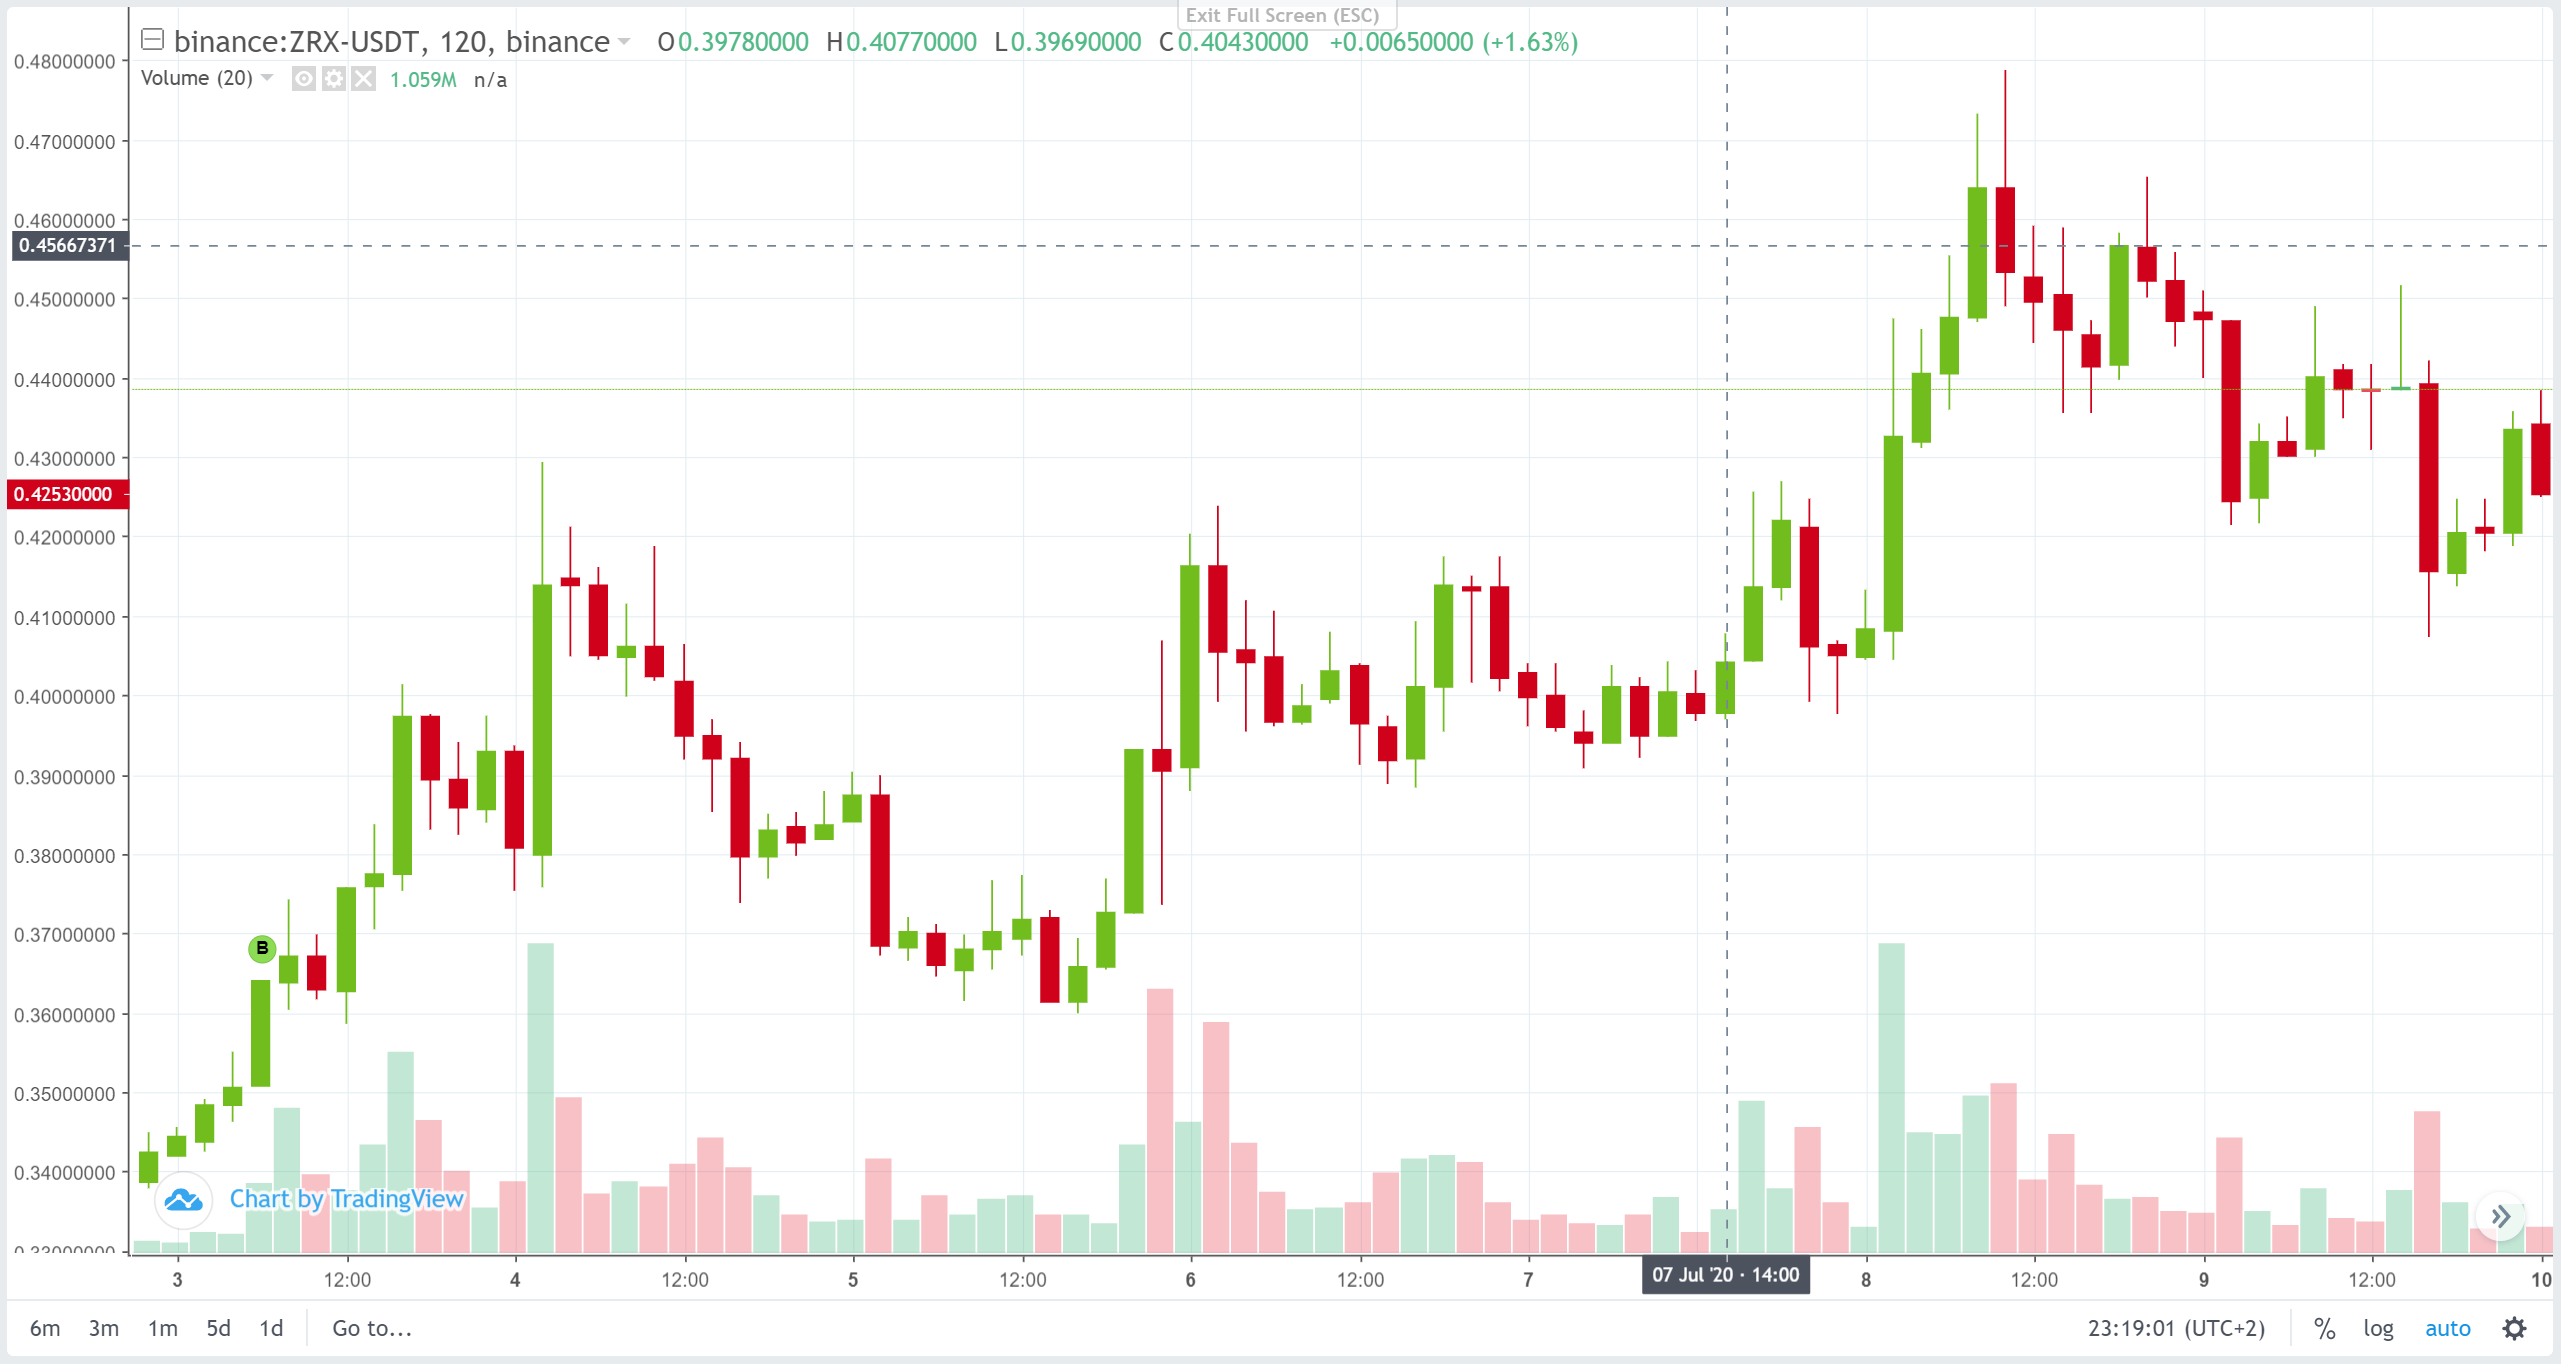 Exit Full Screen (ESC)
binance:ZRX-USDT, 120, binance O0.39780000 H0.40770000 L0.39690000 C0.40430000 +0.00650000 (+1.63%)
Volume (20) 1.059M n/a
0.48000000
0.47000000
0.46000000
0.45667371
0.45000000
0.44000000
0.43000000
0.42530000
0.42000000
0.41000000
0.40000000
0.39000000
0.38000000
0.37000000
B
0.36000000
0.35000000
0.34000000
Chart by TradingView
0.33000000
3 12:00 4 12:00 5 12:00 6 12:00 7 07 Jul '20 · 14:00 8 12:00 9 12:00 10
6m 3m 1m 5d 1d Go to... 23:19:01 (UTC+2) % log auto